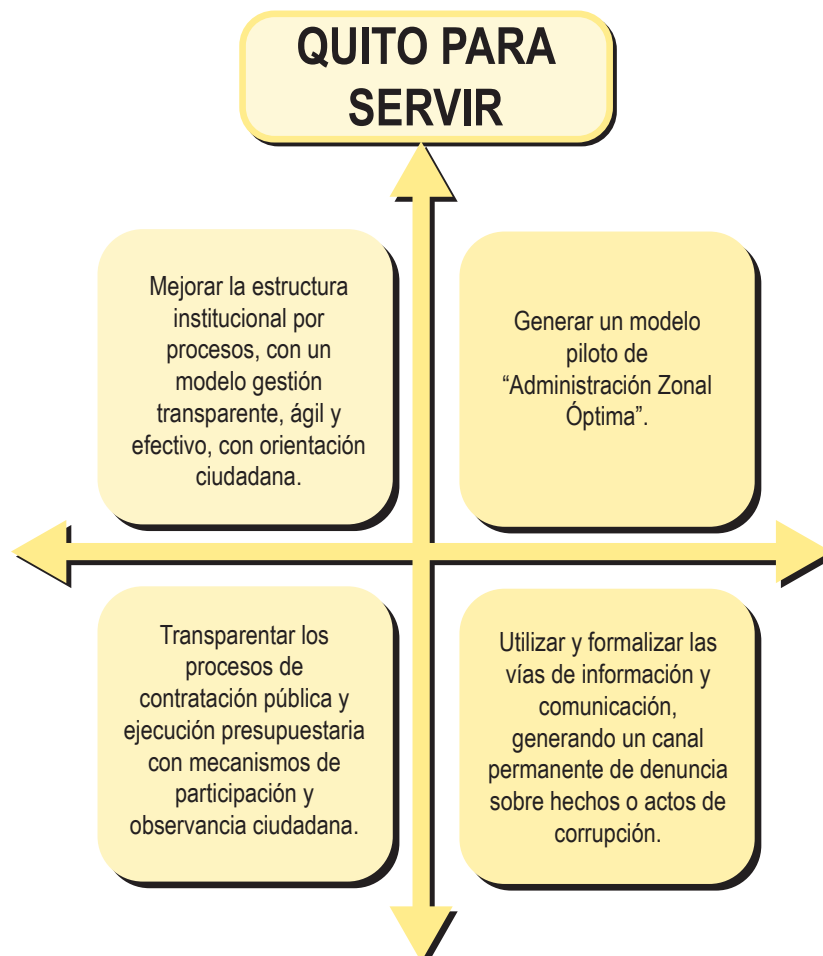 QUITO PARA
SERVIR
Mejorar la estructura
institucional por
procesos, con un
modelo gestión
transparente, ágil y
efectivo, con orientación
ciudadana.
Generar un modelo
piloto de
“Administración Zonal
Óptima”.
Transparentar los
procesos de
contratación pública y
ejecución presupuestaria
con mecanismos de
participación y
observancia ciudadana.
Utilizar y formalizar las
vías de información y
comunicación,
generando un canal
permanente de denuncia
sobre hechos o actos de
corrupción.